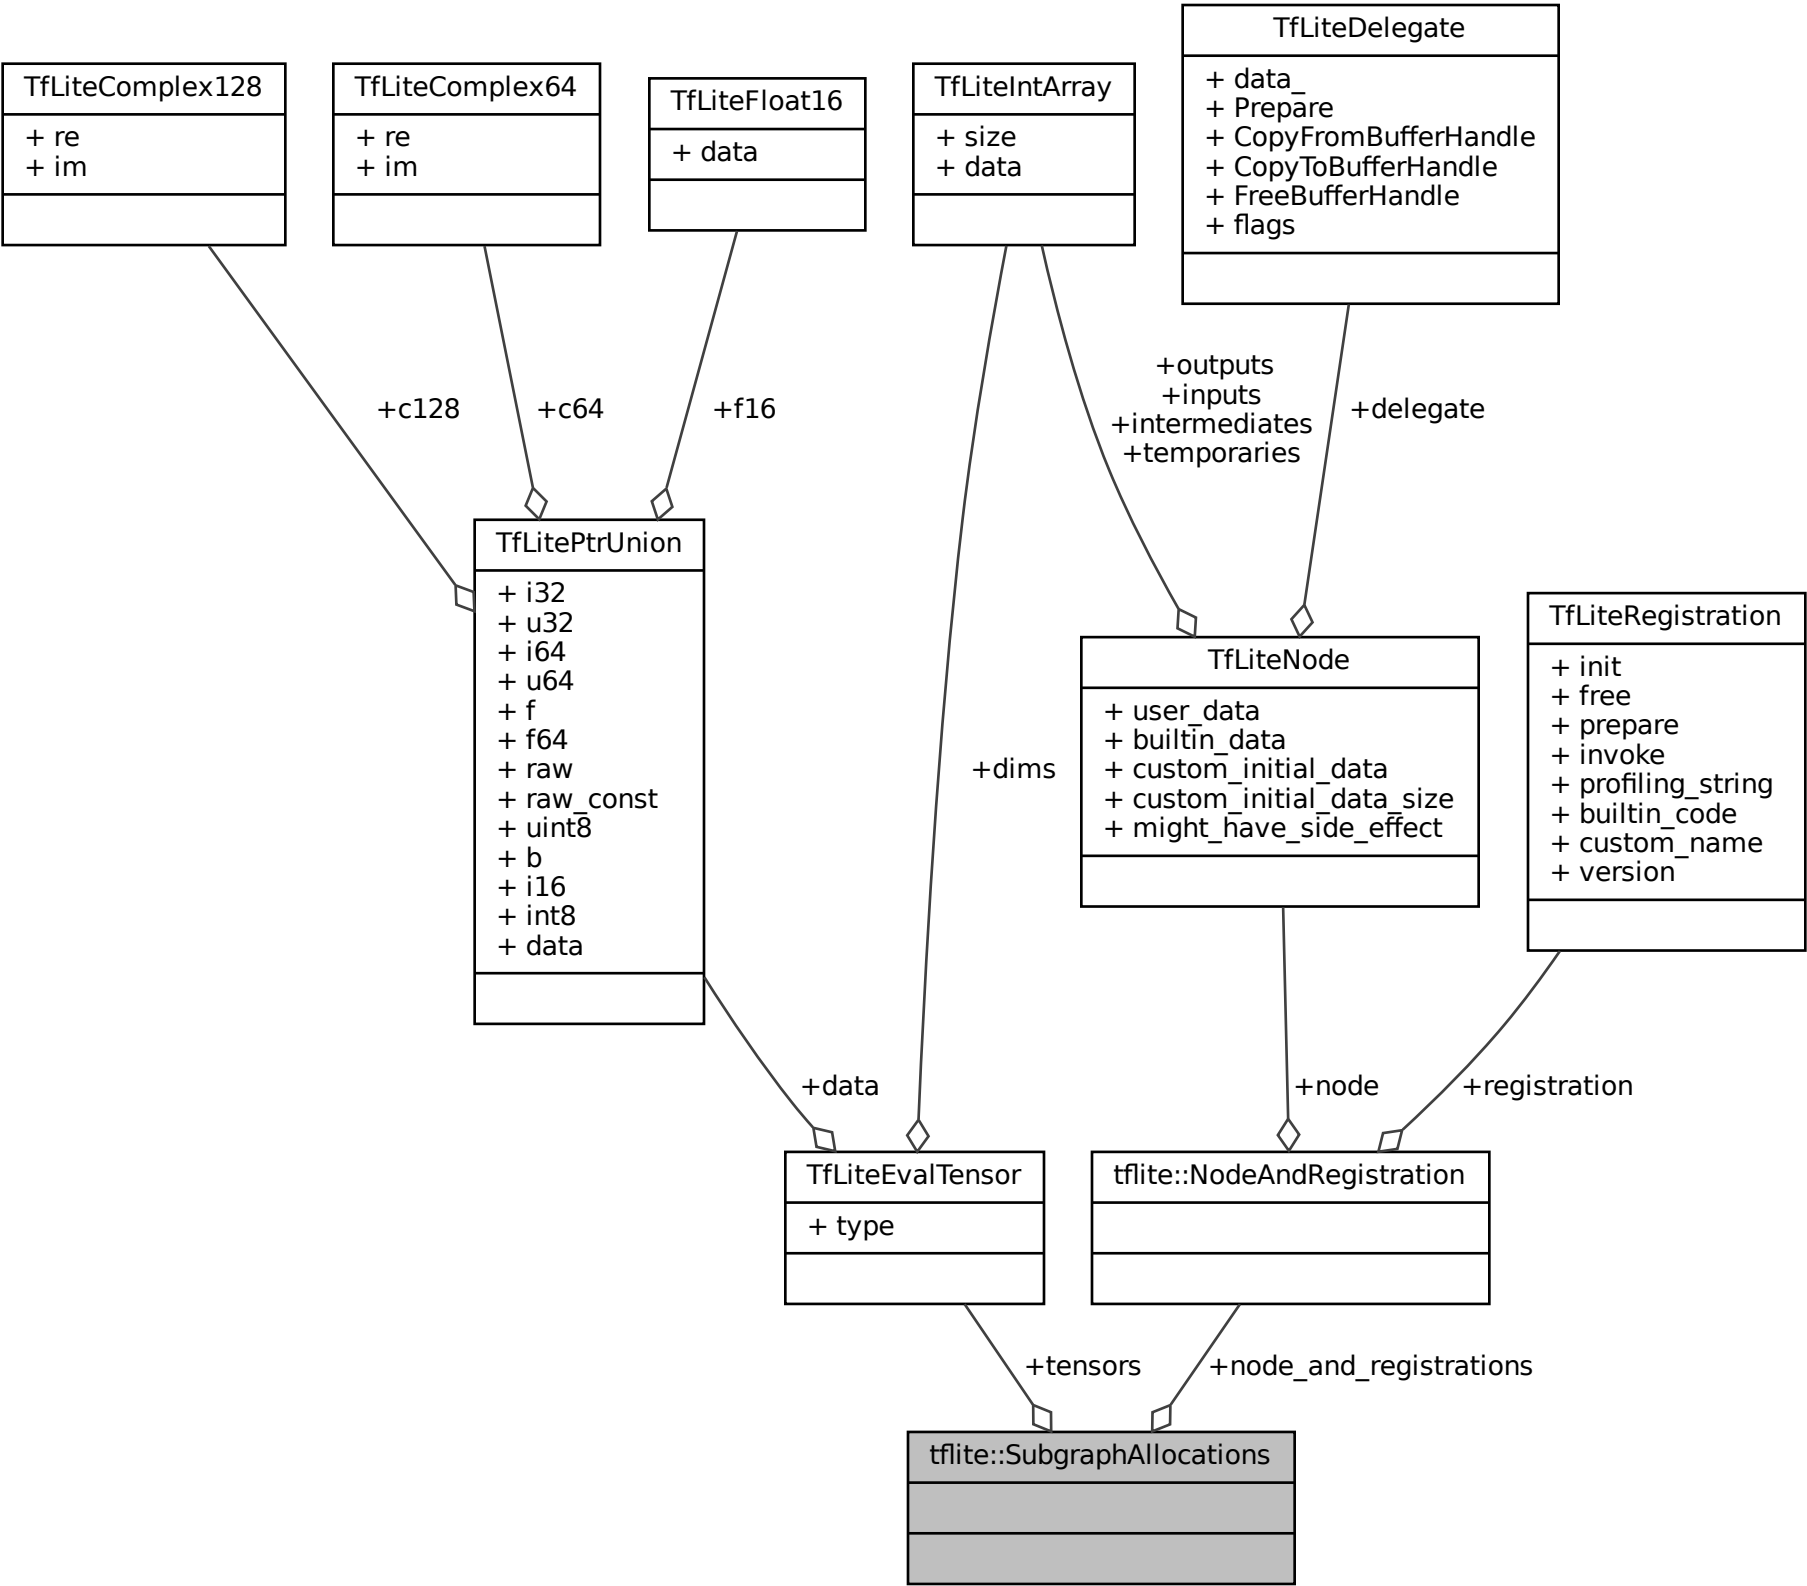 TfLiteDelegate
+ data_
+ Prepare
+ CopyFromBufferHandle
+ CopyToBufferHandle
+ FreeBufferHandle
+ flags
TfLiteComplex128
+ re
+ im
TfLiteComplex64
+ re
+ im
TfLiteFloat16
+ data
TfLiteIntArray
+ size
+ data
+c128
+c64
+f16
+outputs
+inputs
+intermediates
+temporaries
+delegate
TfLitePtrUnion
+ i32
+ u32
+ i64
+ u64
+ f
+ f64
+ raw
+ raw_const
+ uint8
+ b
+ i16
+ int8
+ data
+dims
TfLiteNode
+ user_data
+ builtin_data
+ custom_initial_data
+ custom_initial_data_size
+ might_have_side_effect
TfLiteRegistration
+ init
+ free
+ prepare
+ invoke
+ profiling_string
+ builtin_code
+ custom_name
+ version
+data
+node
+registration
TfLiteEvalTensor
+ type
tflite::NodeAndRegistration
+tensors
+node_and_registrations
tflite::SubgraphAllocations